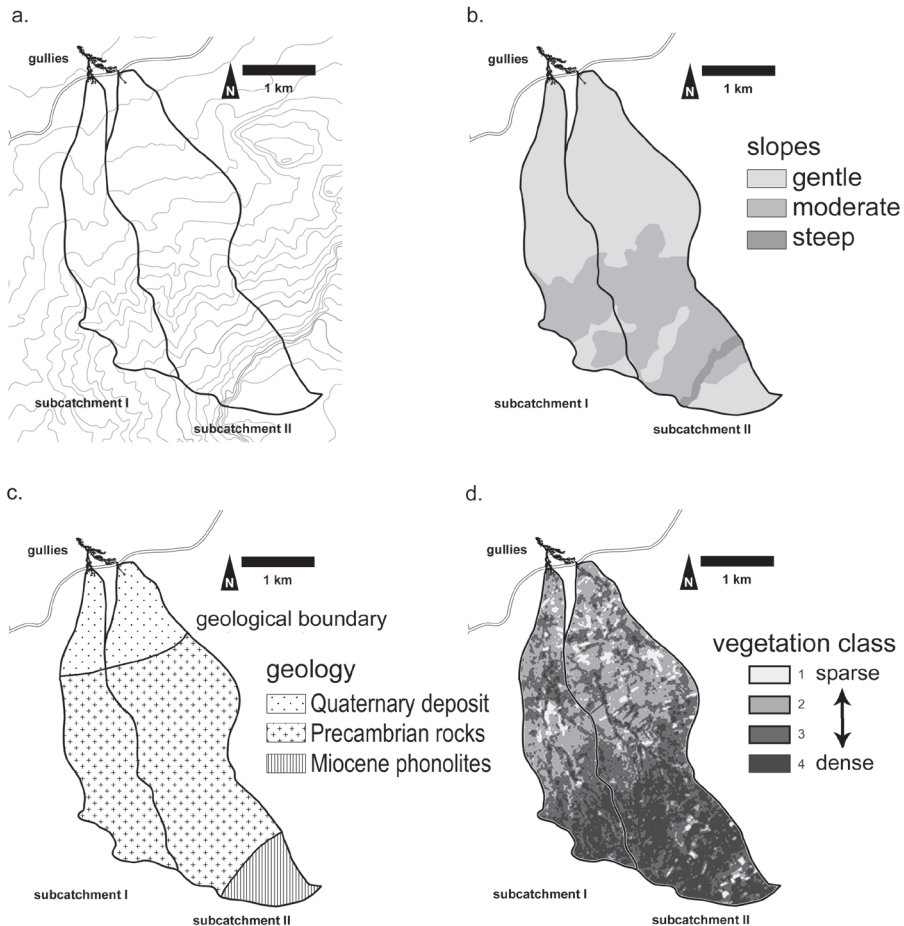 a.
gullies
N
1 km
subcatchment I
subcatchment II
b.
gullies
N
1 km
slopes
gentle
moderate
steep
subcatchment I
subcatchment II
c.
gullies
N
1 km
geological boundary
geology
Quaternary deposit
Precambrian rocks
Miocene phonolites
subcatchment I
subcatchment II
d.
gullies
N
1 km
vegetation class
1 sparse
2
3
4 dense
subcatchment I
subcatchment II